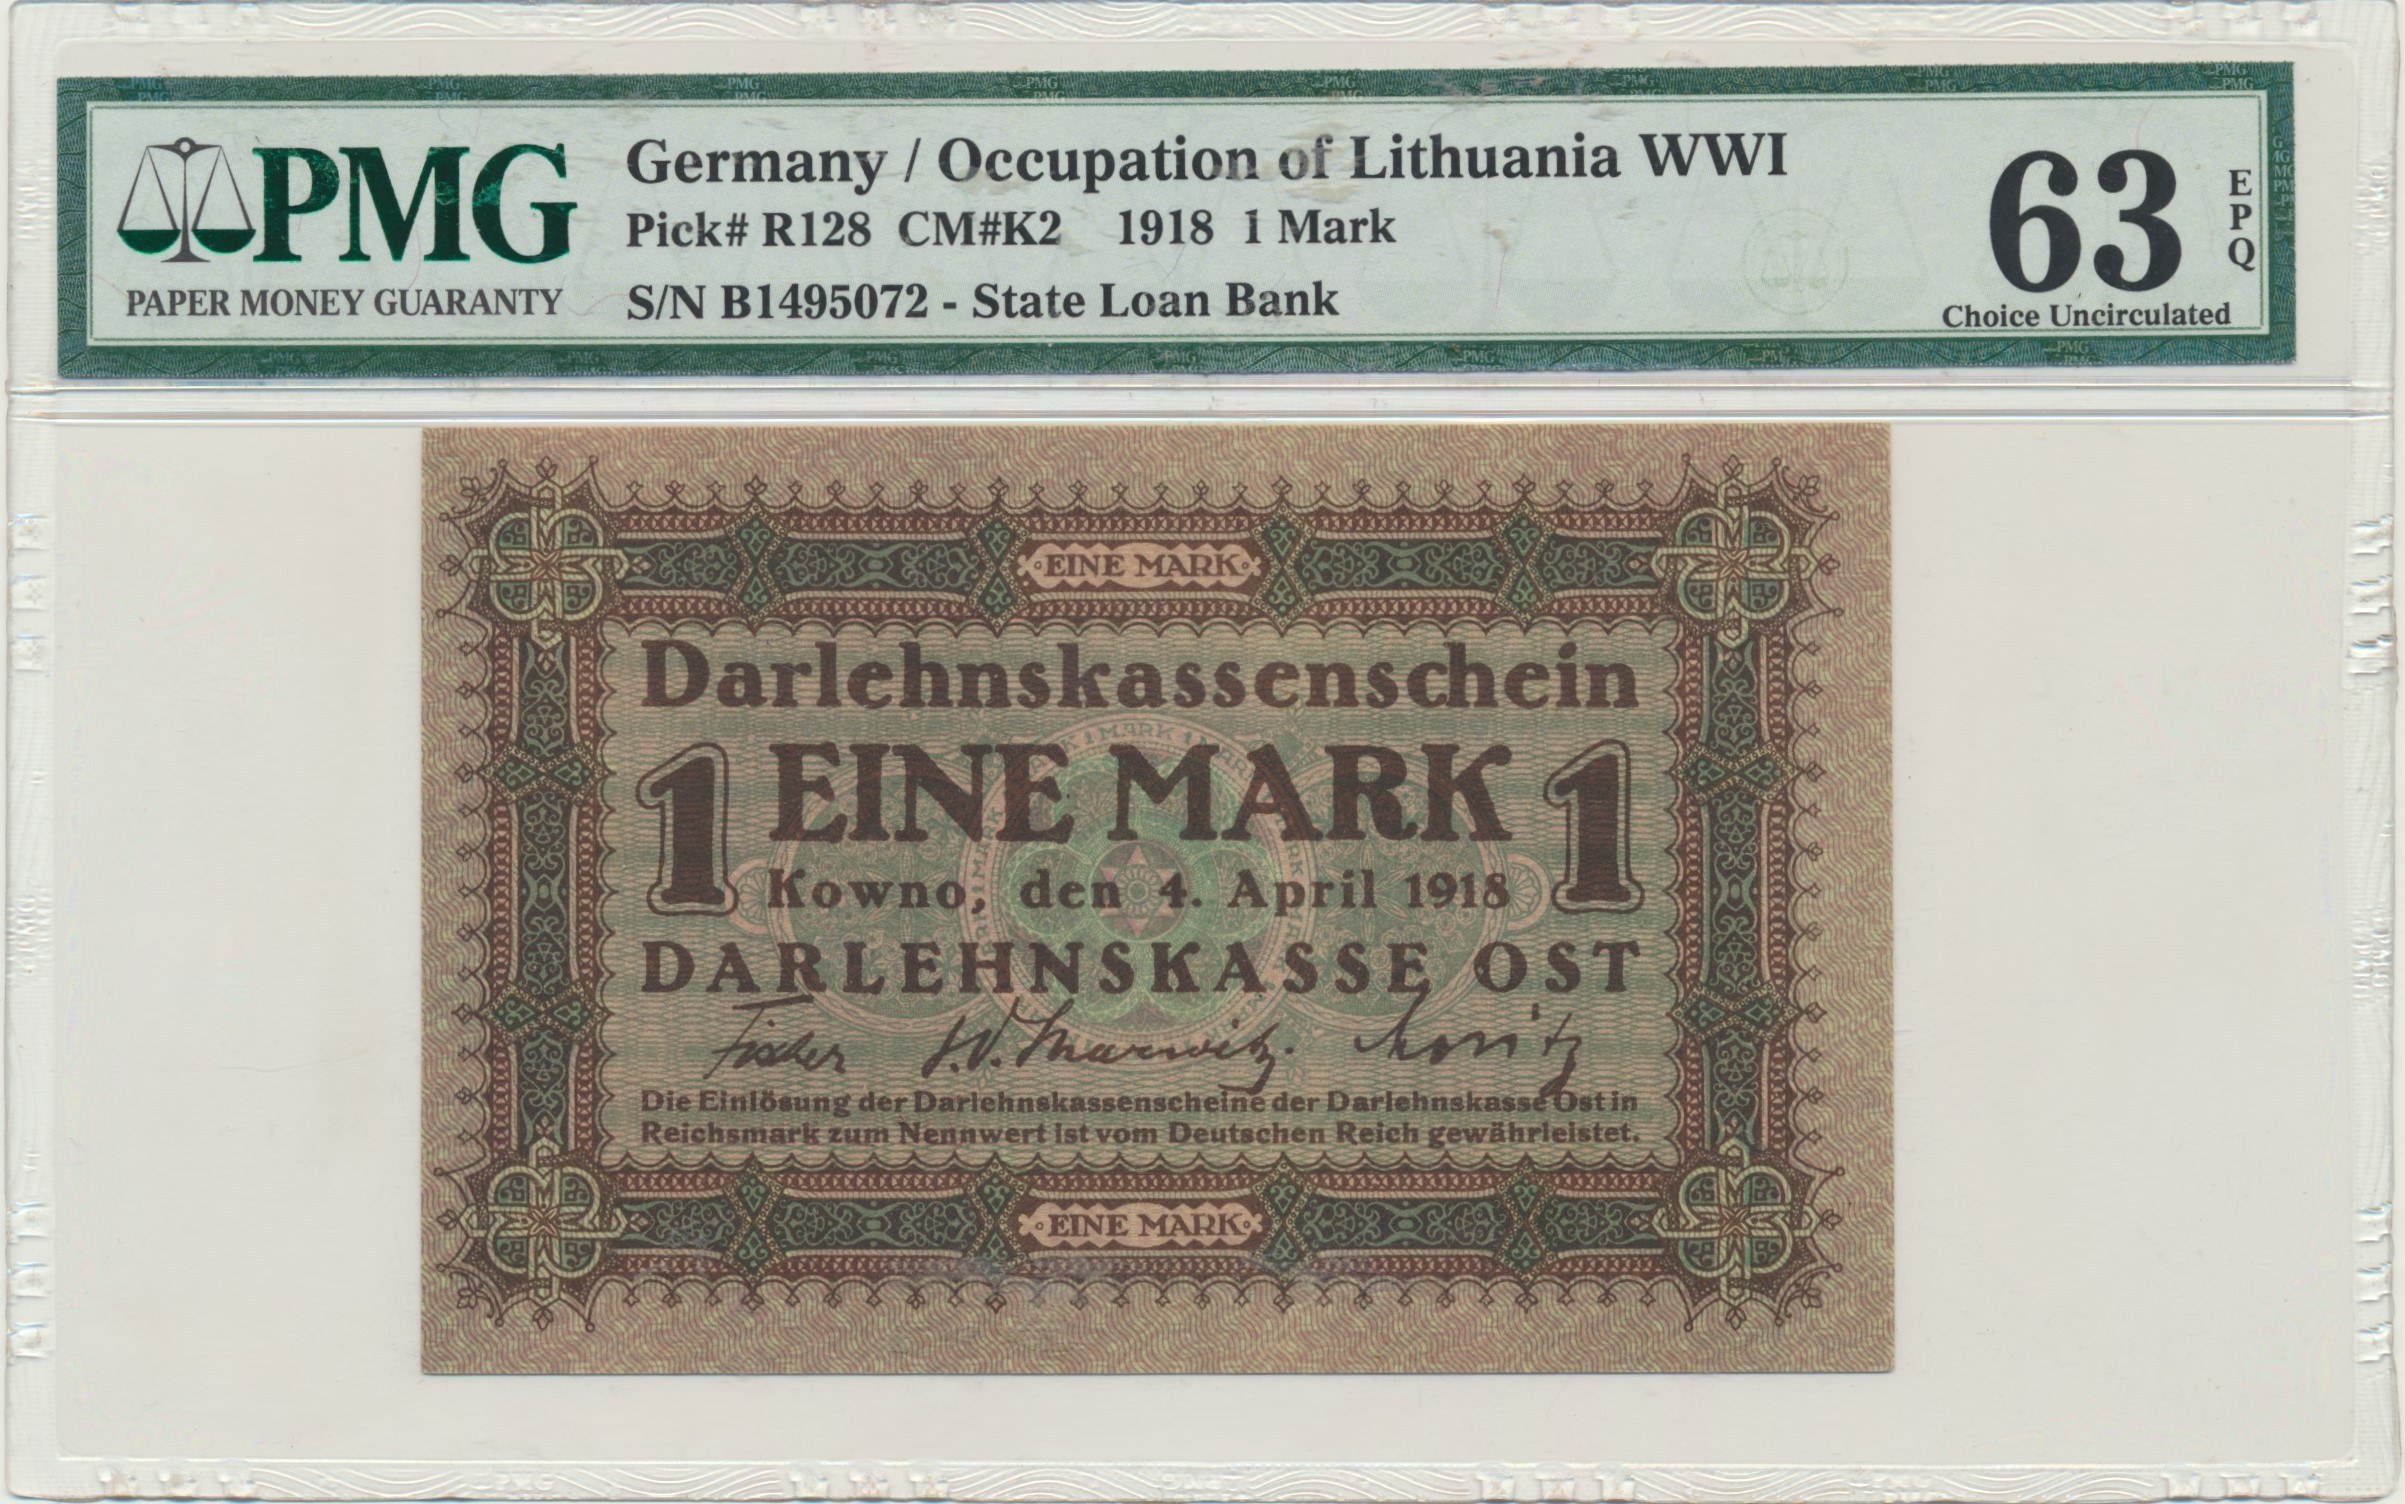 PMG
PAPER MONEY GUARANTY
Germany / Occupation of Lithuania WWI
Pick# R128 CM#K2 1918 1 Mark
S/N B1495072 - State Loan Bank
63
EPQ
Choice Uncirculated
EINE MARK
Darlehnskassenschein
1 EINE MARK 1
Kowno, den 4. April 1918
DARLEHNSKASSE OST
Fischer
Die Einlösung der Darlehnskassenscheine der Darlehnskasse Ost in
Reichsmark zum Nennwert ist vom Deutschen Reich gewährleistet.
EINE MARK